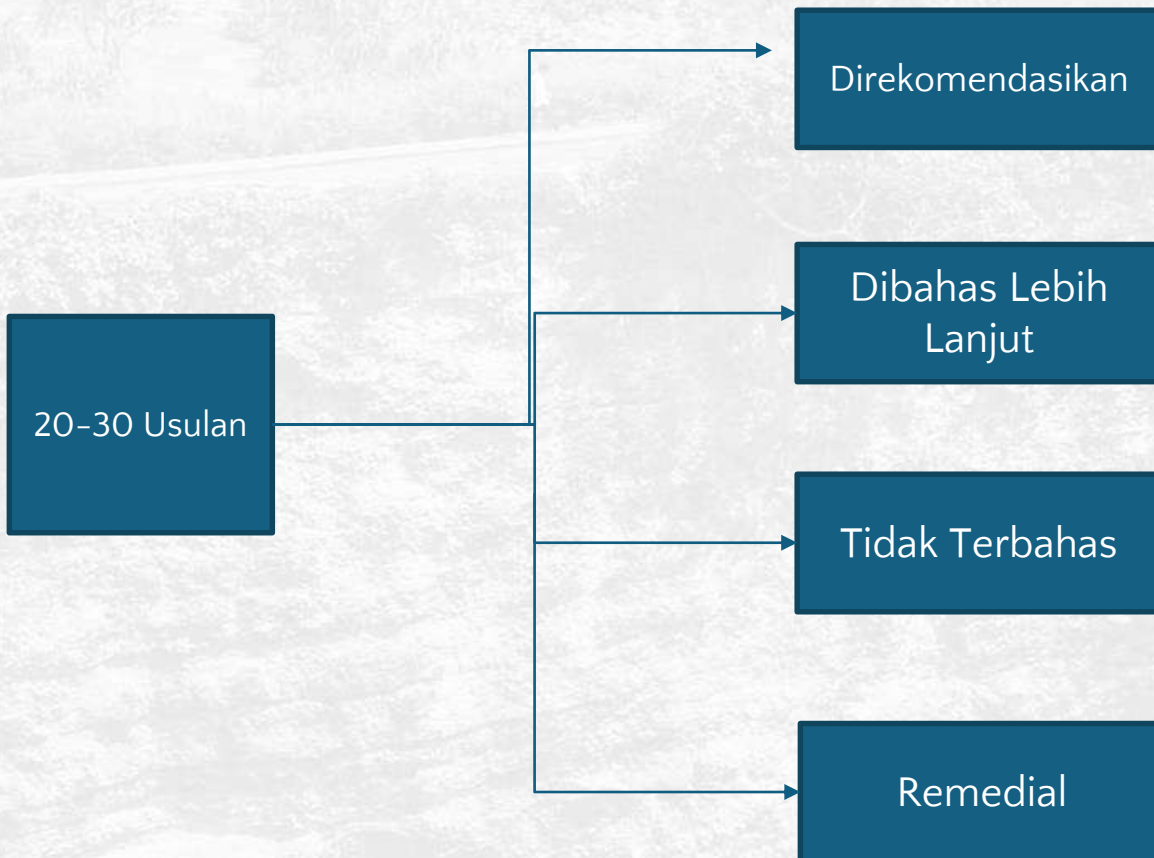 Direkomendasikan
Dibahas Lebih
Lanjut
20-30 Usulan
Tidak Terbahas
Remedial